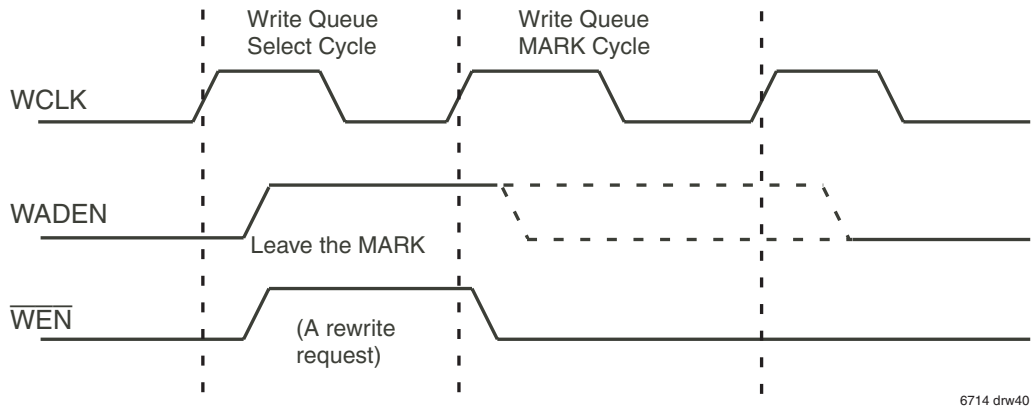 Write Queue
Select Cycle
Write Queue
MARK Cycle
WCLK
WADEN
Leave the MARK
WEN
(A rewrite
request)
6714 drw40